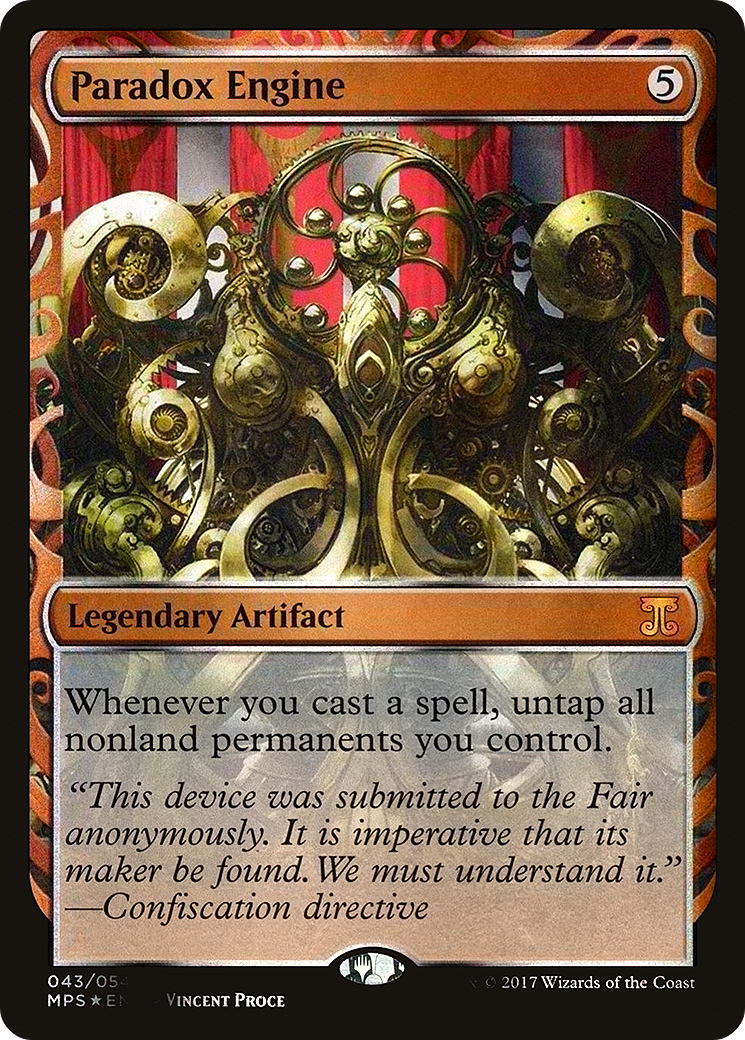 Paradox Engine 5
Legendary Artifact
Whenever you cast a spell, untap all
nonland permanents you control.
“This device was submitted to the Fair
anonymously. It is imperative that its
maker be found. We must understand it.”
—Confiscation directive
043/054
MPS ★ EN VINCENT PROCE
© 2017 Wizards of the Coast